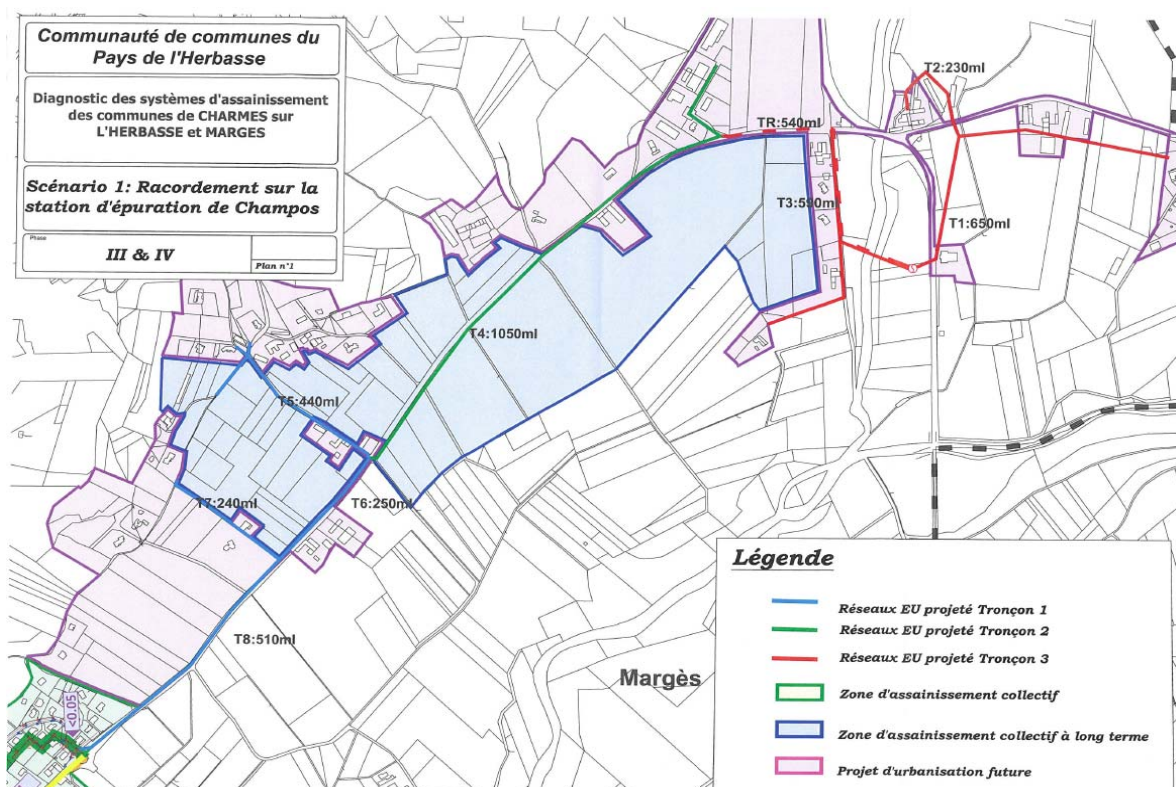 Communauté de communes du
Pays de l'Herbasse
Diagnostic des systèmes d'assainissement
des communes de CHARMES sur
L'HERBASSE et MARGES
Scénario 1: Racordement sur la
station d'épuration de Champos
Phase
III & IV
Plan n°1
T2:230ml
TR:540ml
T3:590ml
T1:650ml
T4:1050ml
T5:440ml
T7:240ml
T6:250ml
T8:510ml
<0.05
Margès
Légende
Réseaux EU projeté Tronçon 1
Réseaux EU projeté Tronçon 2
Réseaux EU projeté Tronçon 3
Zone d'assainissement collectif
Zone d'assainissement collectif à long terme
Projet d'urbanisation future